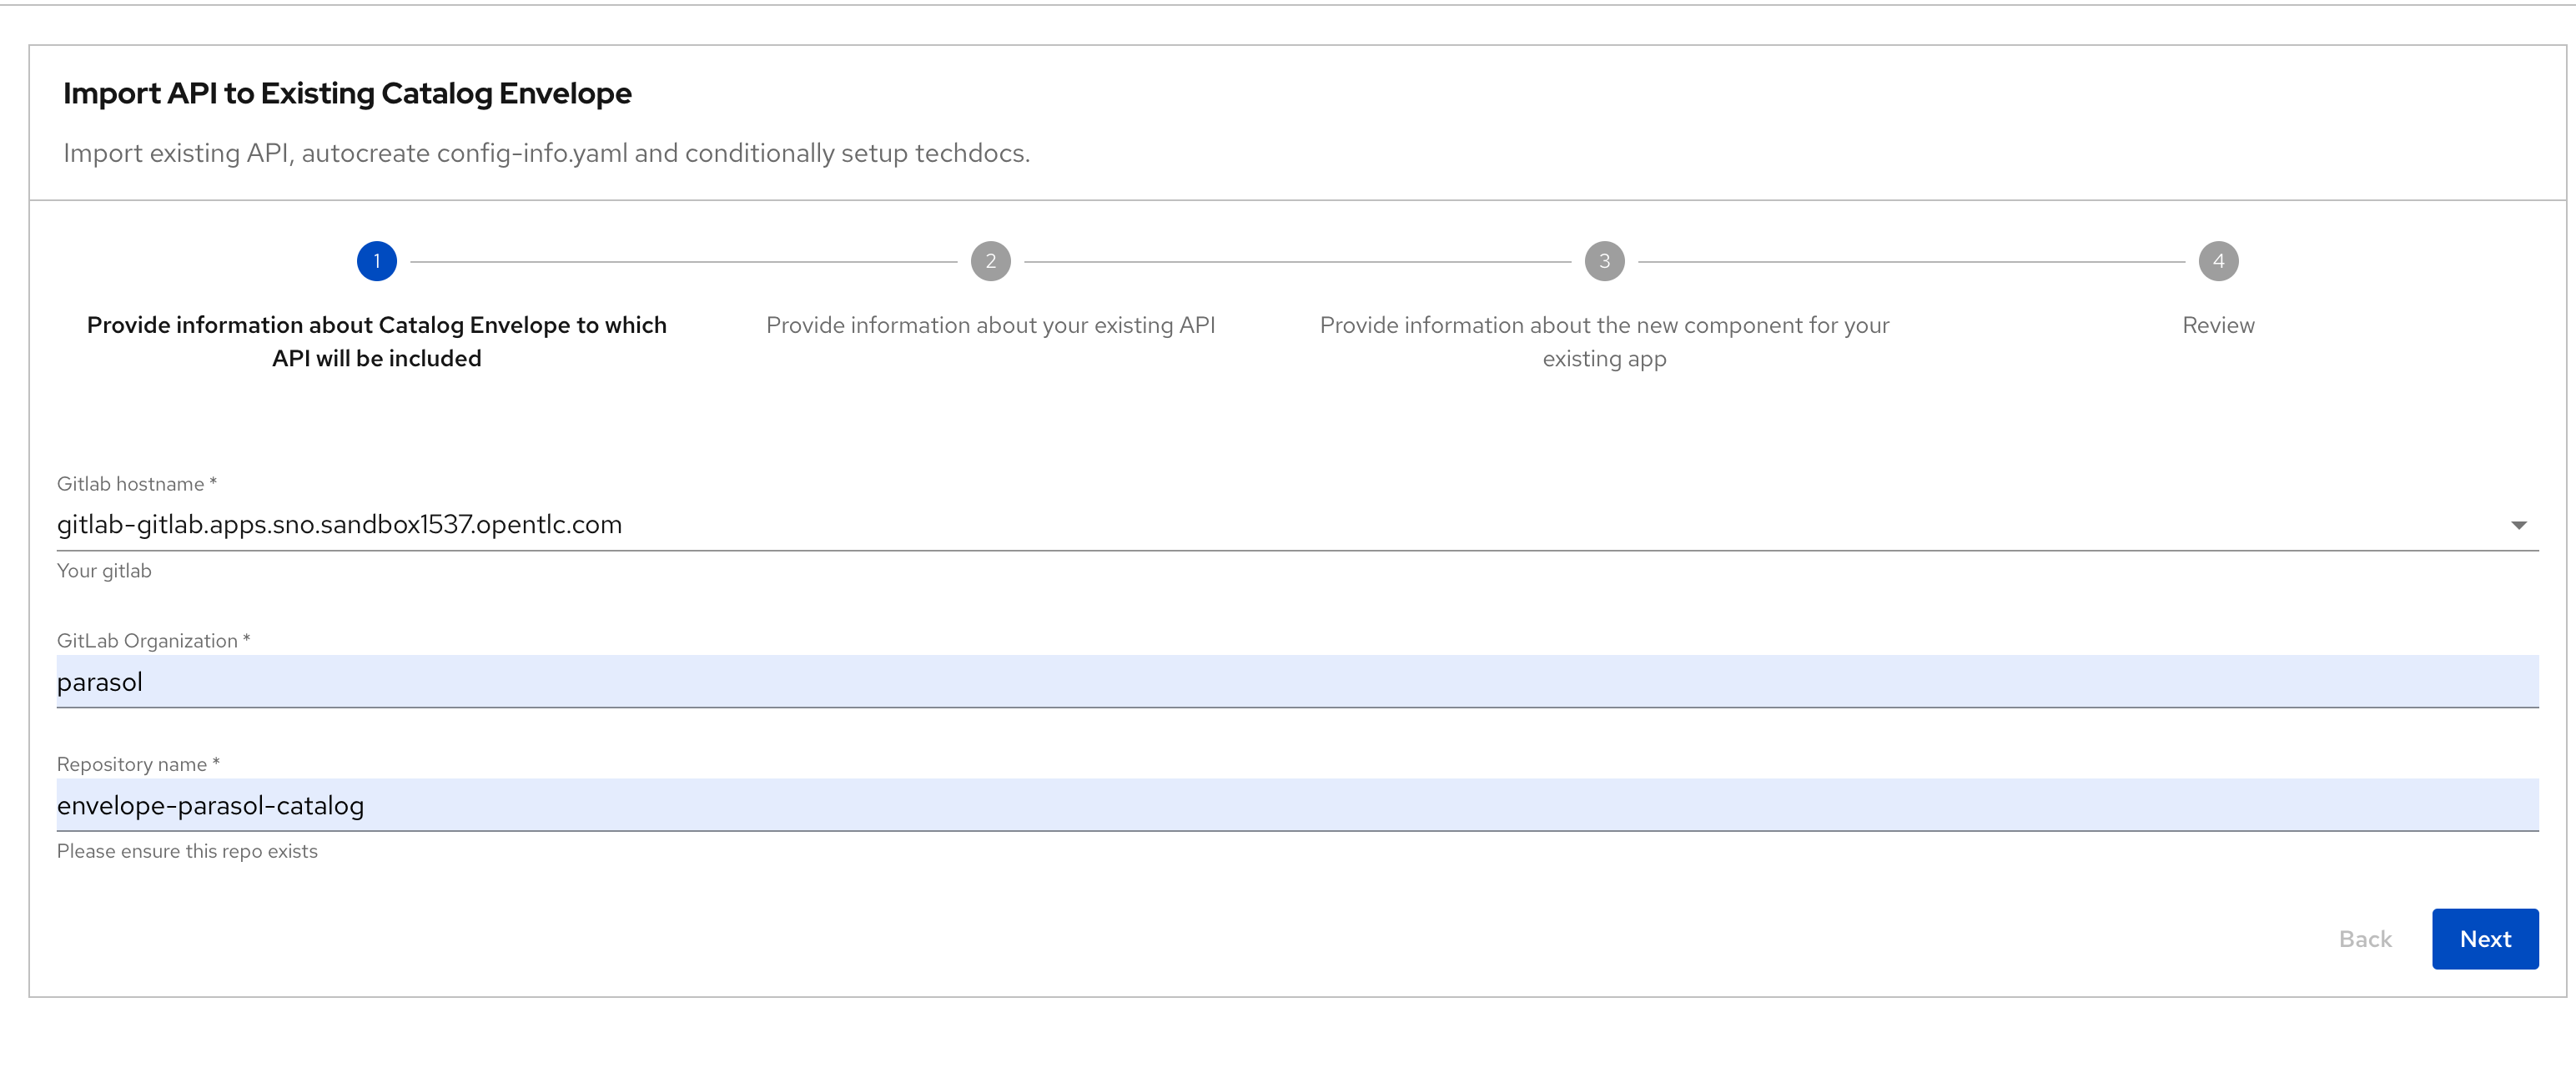 Import API to Existing Catalog Envelope
Import existing API, autocreate config-info.yaml and conditionally setup techdocs.
1
2
3
4
Provide information about Catalog Envelope to which
API will be included
Provide information about your existing API
Provide information about the new component for your
existing app
Review
Gitlab hostname *
gitlab-gitlab.apps.sno.sandbox1537.opentlc.com
Your gitlab
GitLab Organization *
parasol
Repository name *
envelope-parasol-catalog
Please ensure this repo exists
Back
Next